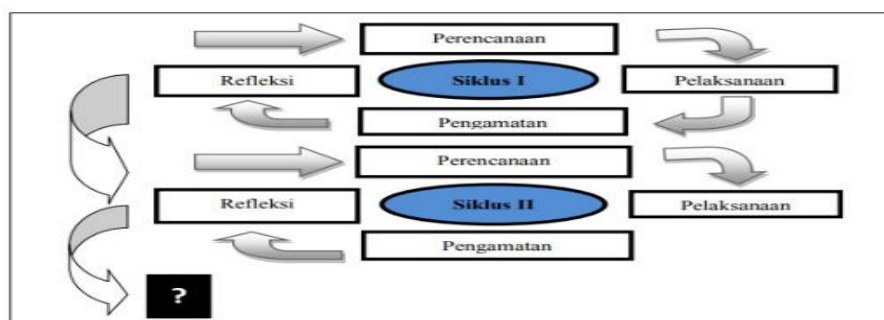 Perencanaan
Refleksi
Siklus I
Pelaksanaan
Pengamatan
Perencanaan
Refleksi
Siklus II
Pelaksanaan
Pengamatan
?